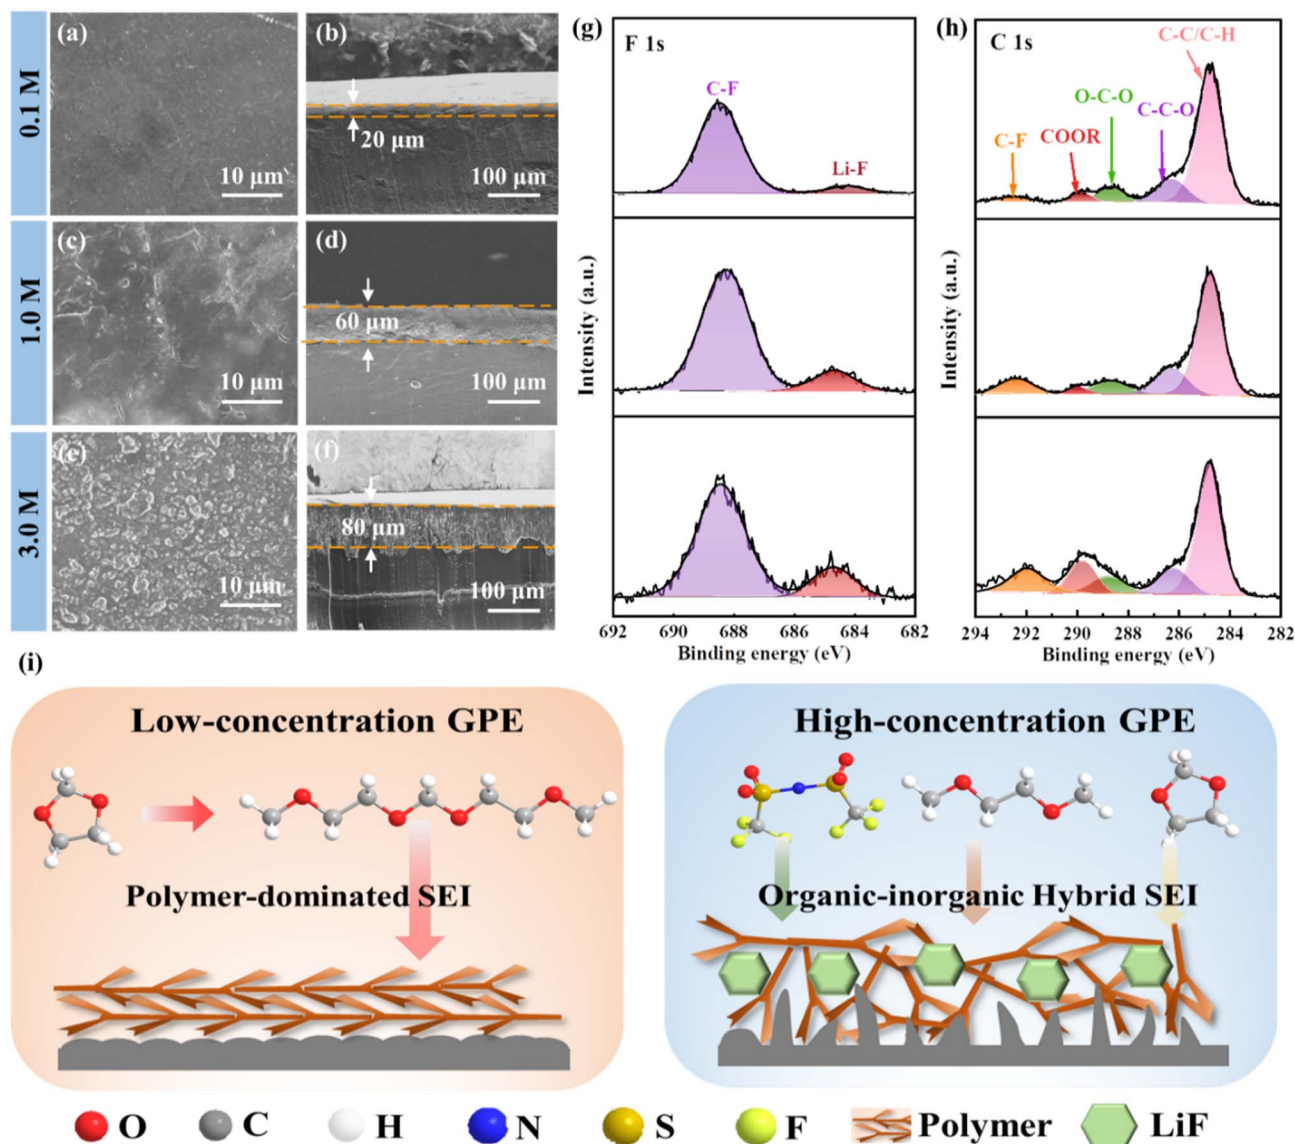 0.1 M
(a)
10 μm
(b)
20 μm
100 μm
1.0 M
(c)
10 μm
(d)
60 μm
100 μm
3.0 M
(e)
10 μm
(f)
80 μm
100 μm
(g)
F 1s
C-F
Li-F
Intensity (a.u.)
692 690 688 686 684 682
Binding energy (eV)
(h)
C 1s
C-C/C-H
O-C-O
C-C-O
COOR
C-F
Intensity (a.u.)
294 292 290 288 286 284 282
Binding energy (eV)
(i)
Low-concentration GPE
Polymer-dominated SEI
High-concentration GPE
Organic-inorganic Hybrid SEI
O C H N S F Polymer LiF